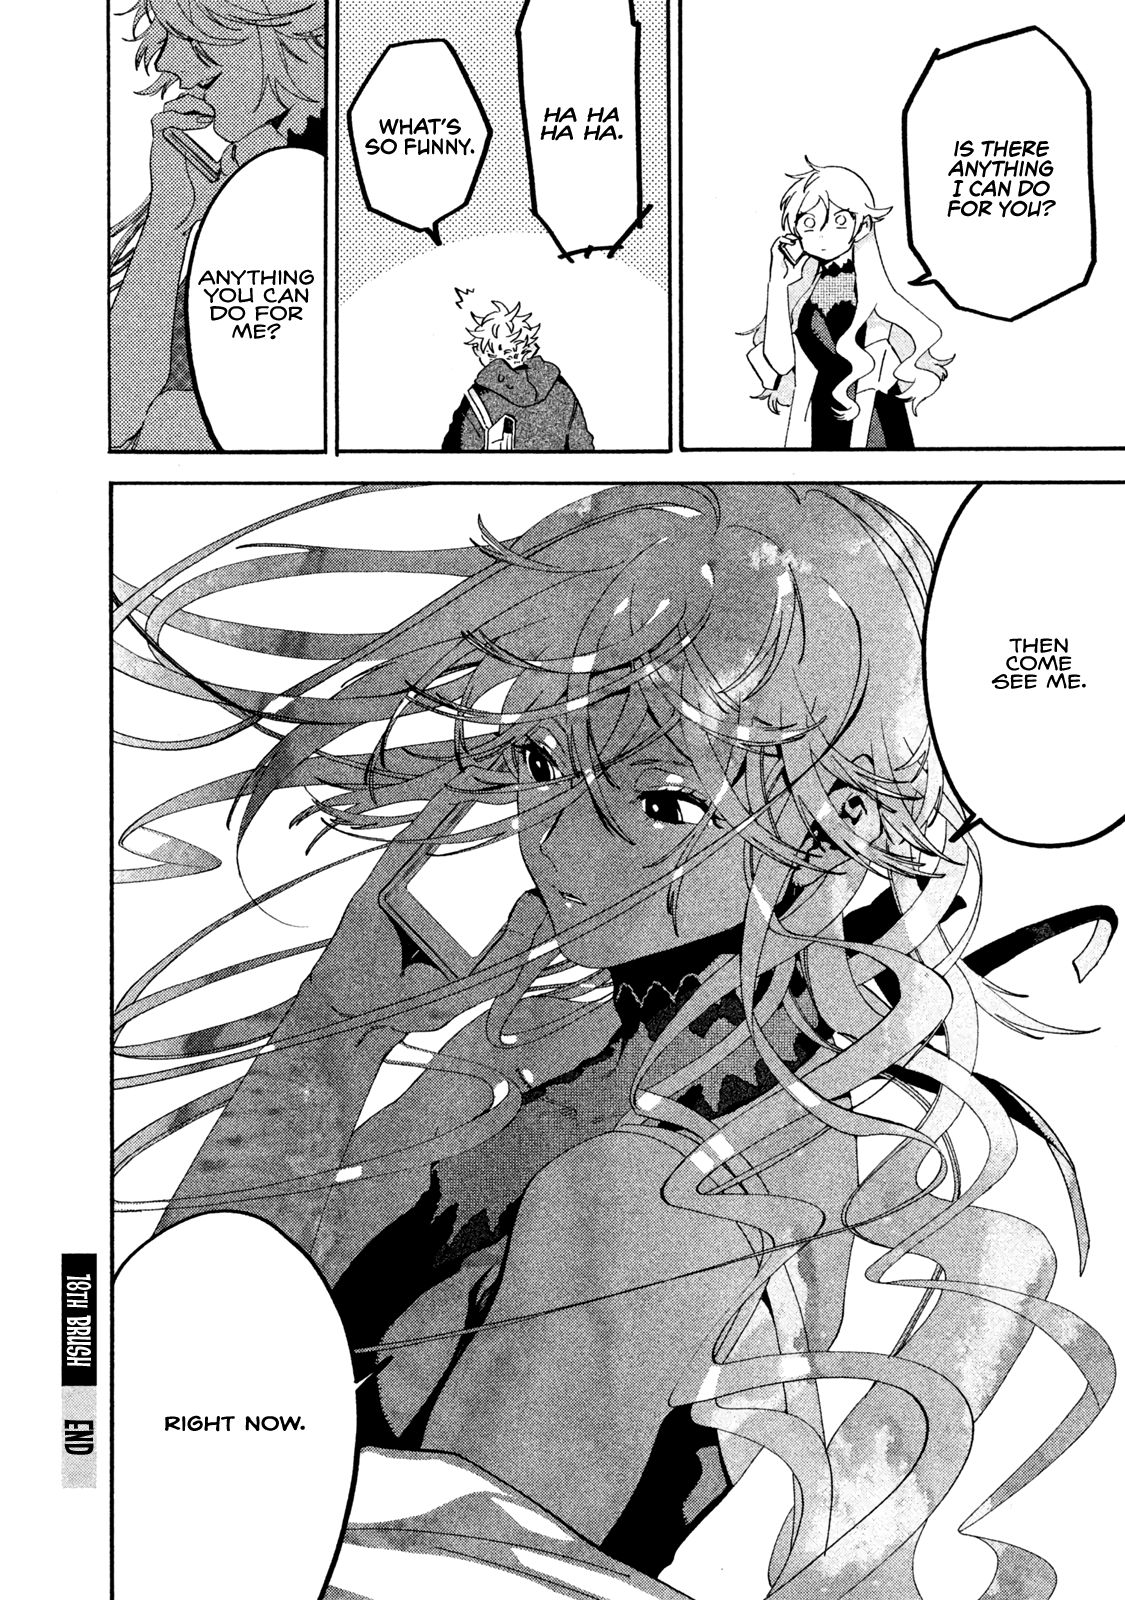 IS THERE
ANYTHING
I CAN DO
FOR YOU?
HA HA
HA HA.
WHAT'S
SO FUNNY.
ANYTHING
YOU CAN
DO FOR
ME?
THEN
COME
SEE ME.
RIGHT NOW.
18TH BRUSH
END